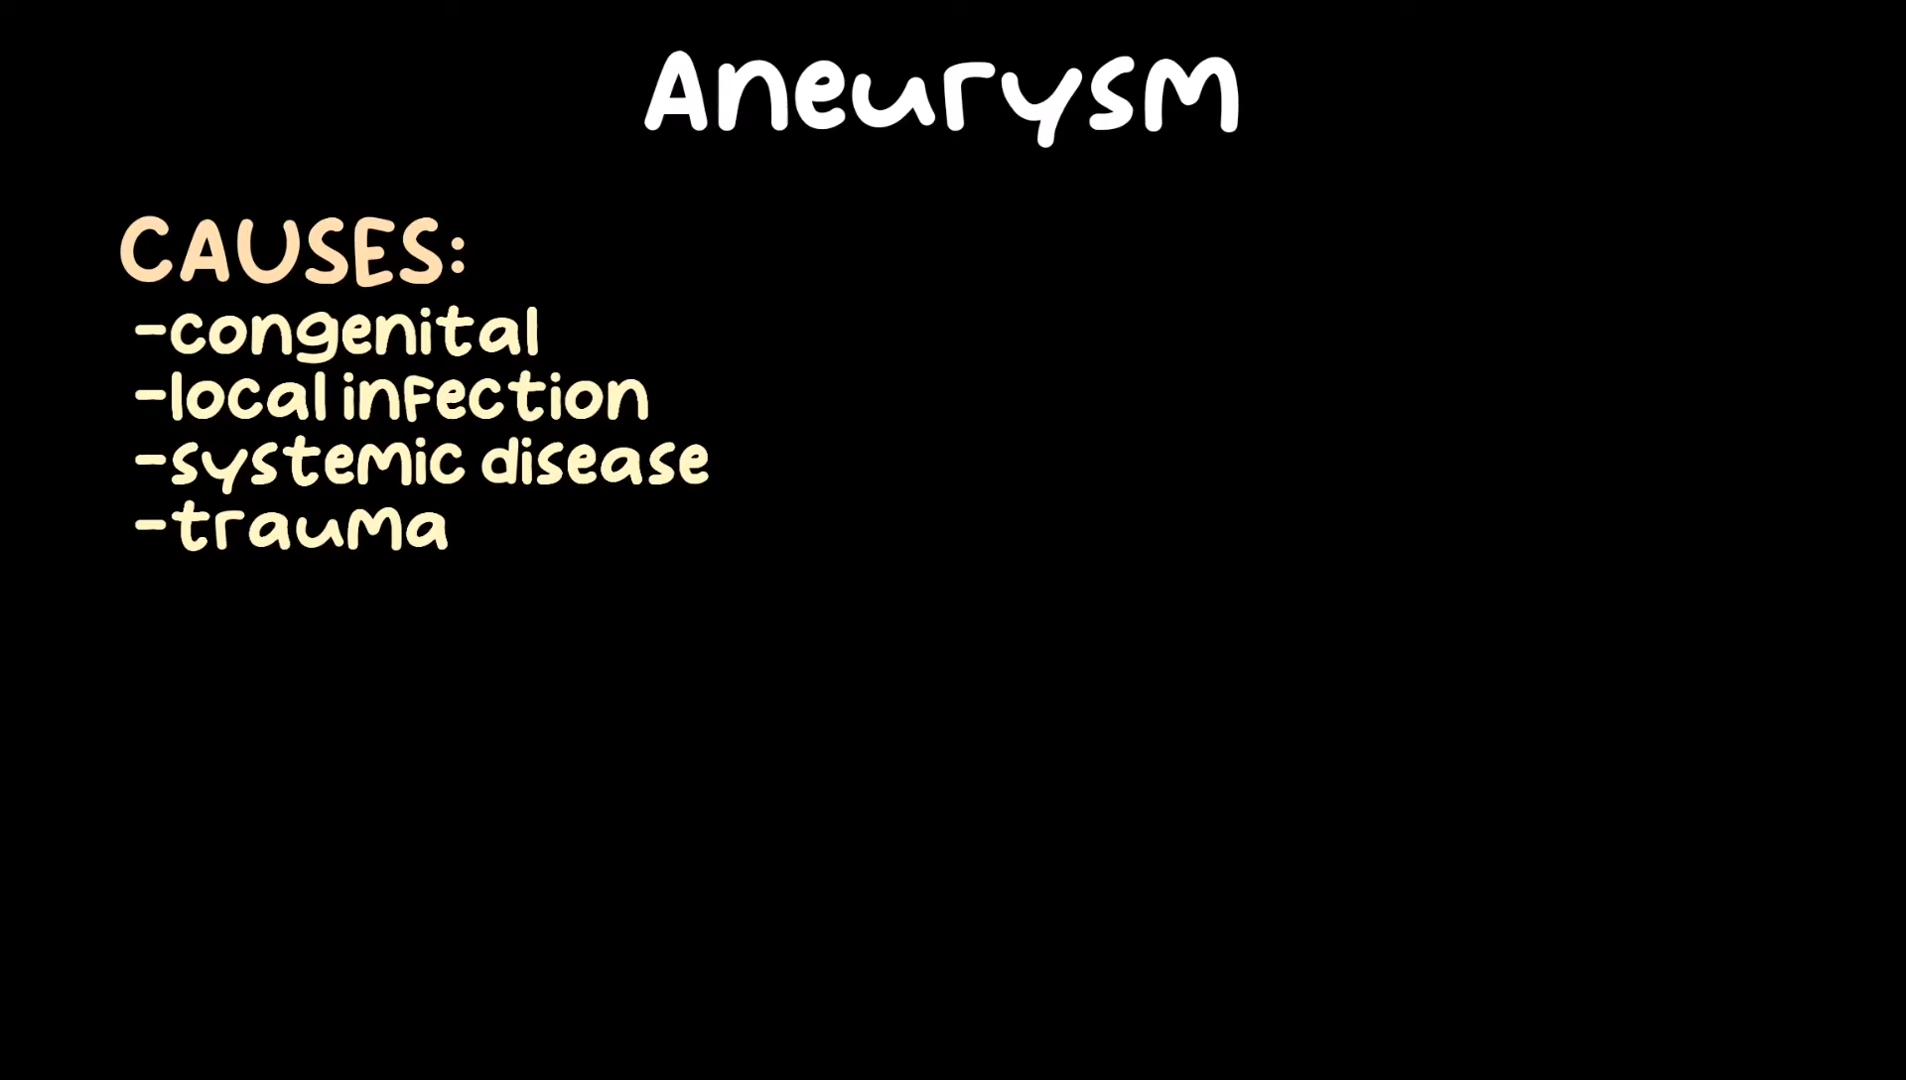 Aneurysm
CAUSES:
-congenital
-local infection
-systemic disease
-trauma